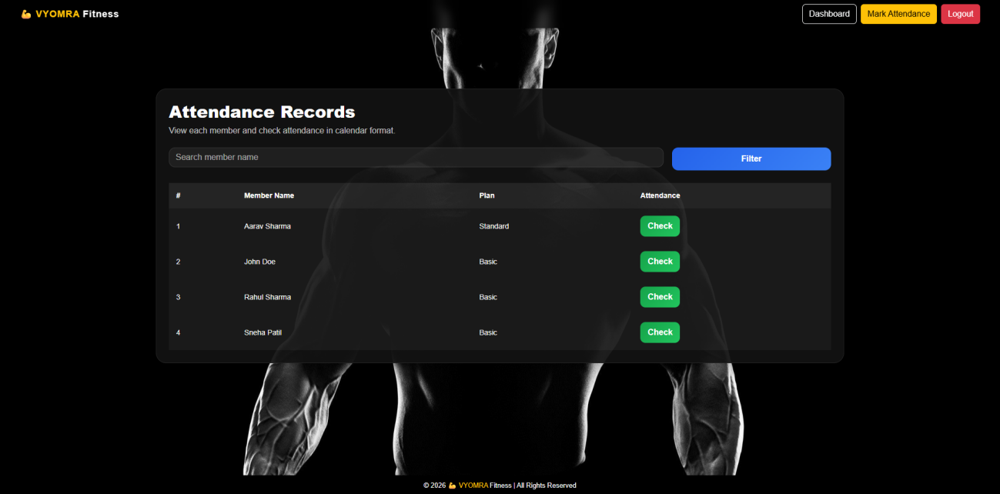 💪 VYOMRA Fitness Dashboard Mark Attendance Logout
Attendance Records
View each member and check attendance in calendar format.
Search member name Filter
# Member Name Plan Attendance
1 Aarav Sharma Standard Check
2 John Doe Basic Check
3 Rahul Sharma Basic Check
4 Sneha Patil Basic Check
© 2026 💪 VYOMRA Fitness | All Rights Reserved